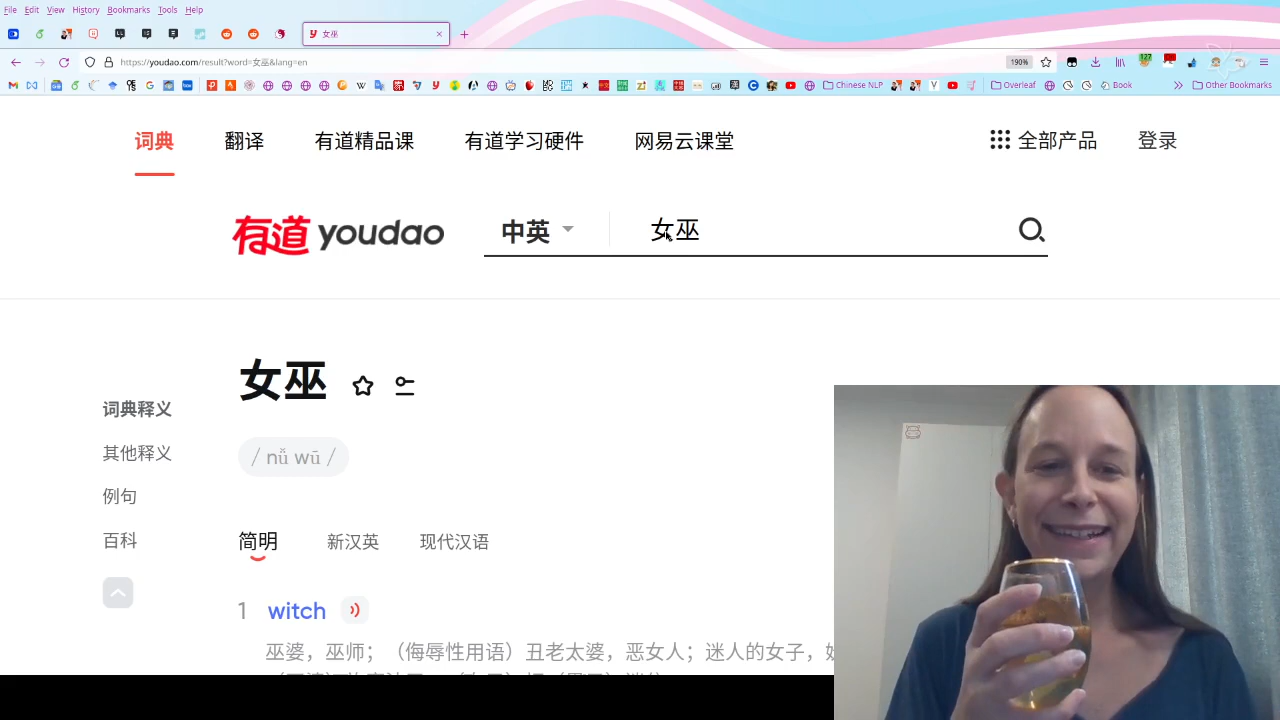 File Edit View History Bookmarks Tools Help
女巫
https://youdao.com/result?word=女巫&lang=en
190%
127
Chinese NLP
Overleaf
Book
Other Bookmarks
词典 翻译 有道精品课 有道学习硬件 网易云课堂 全部产品 登录
有道 youdao 中英 女巫
女巫
/ nǚ wū /
词典释义
其他释义
例句
百科
简明 新汉英 现代汉语
1 witch
巫婆，巫师；（侮辱性用语）丑老太婆，恶女人；迷人的女子，